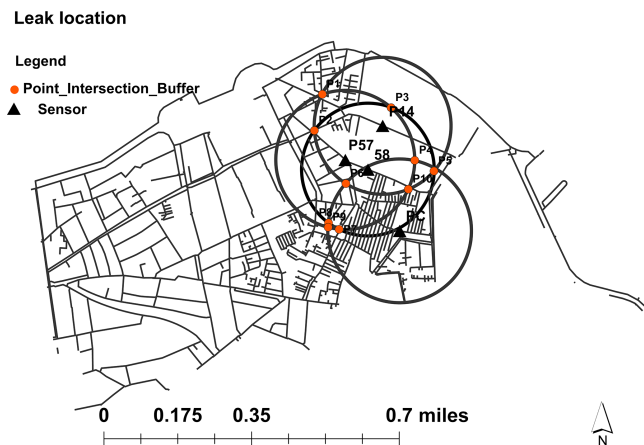 Leak location
Legend
Point_Intersection_Buffer
Sensor
P1
P3
P14
P2
P57
58
P4
P5
P6
P10
P9
PC
0 0.175 0.35 0.7 miles
N